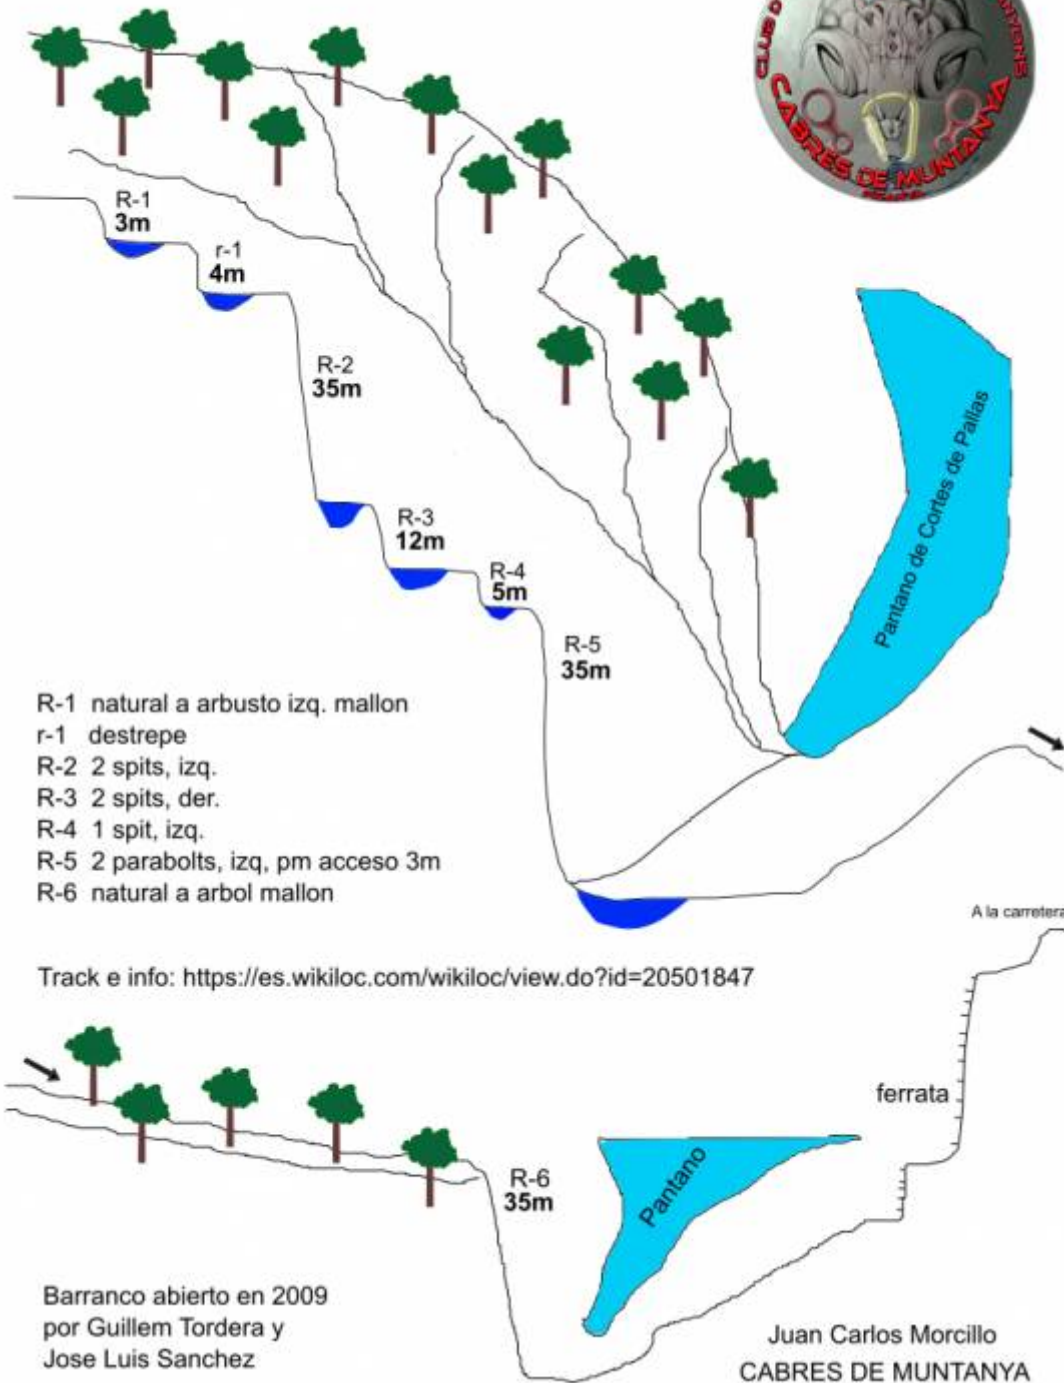 CLUB D
NYONS
CABRES DE MUNTANYA
R-1
3m
r-1
4m
R-2
35m
R-3
12m
R-4
5m
R-5
35m
Pantano de Cortes de Pallas
R-1 natural a arbusto izq. mallon
r-1 destrepe
R-2 2 spits, izq.
R-3 2 spits, der.
R-4 1 spit, izq.
R-5 2 parabolts, izq, pm acceso 3m
R-6 natural a arbol mallon
A la carretera
Track e info: https://es.wikiloc.com/wikiloc/view.do?id=20501847
ferrata
Pantano
R-6
35m
Barranco abierto en 2009
por Guillem Tordera y
Jose Luis Sanchez
Juan Carlos Morcillo
CABRES DE MUNTANYA